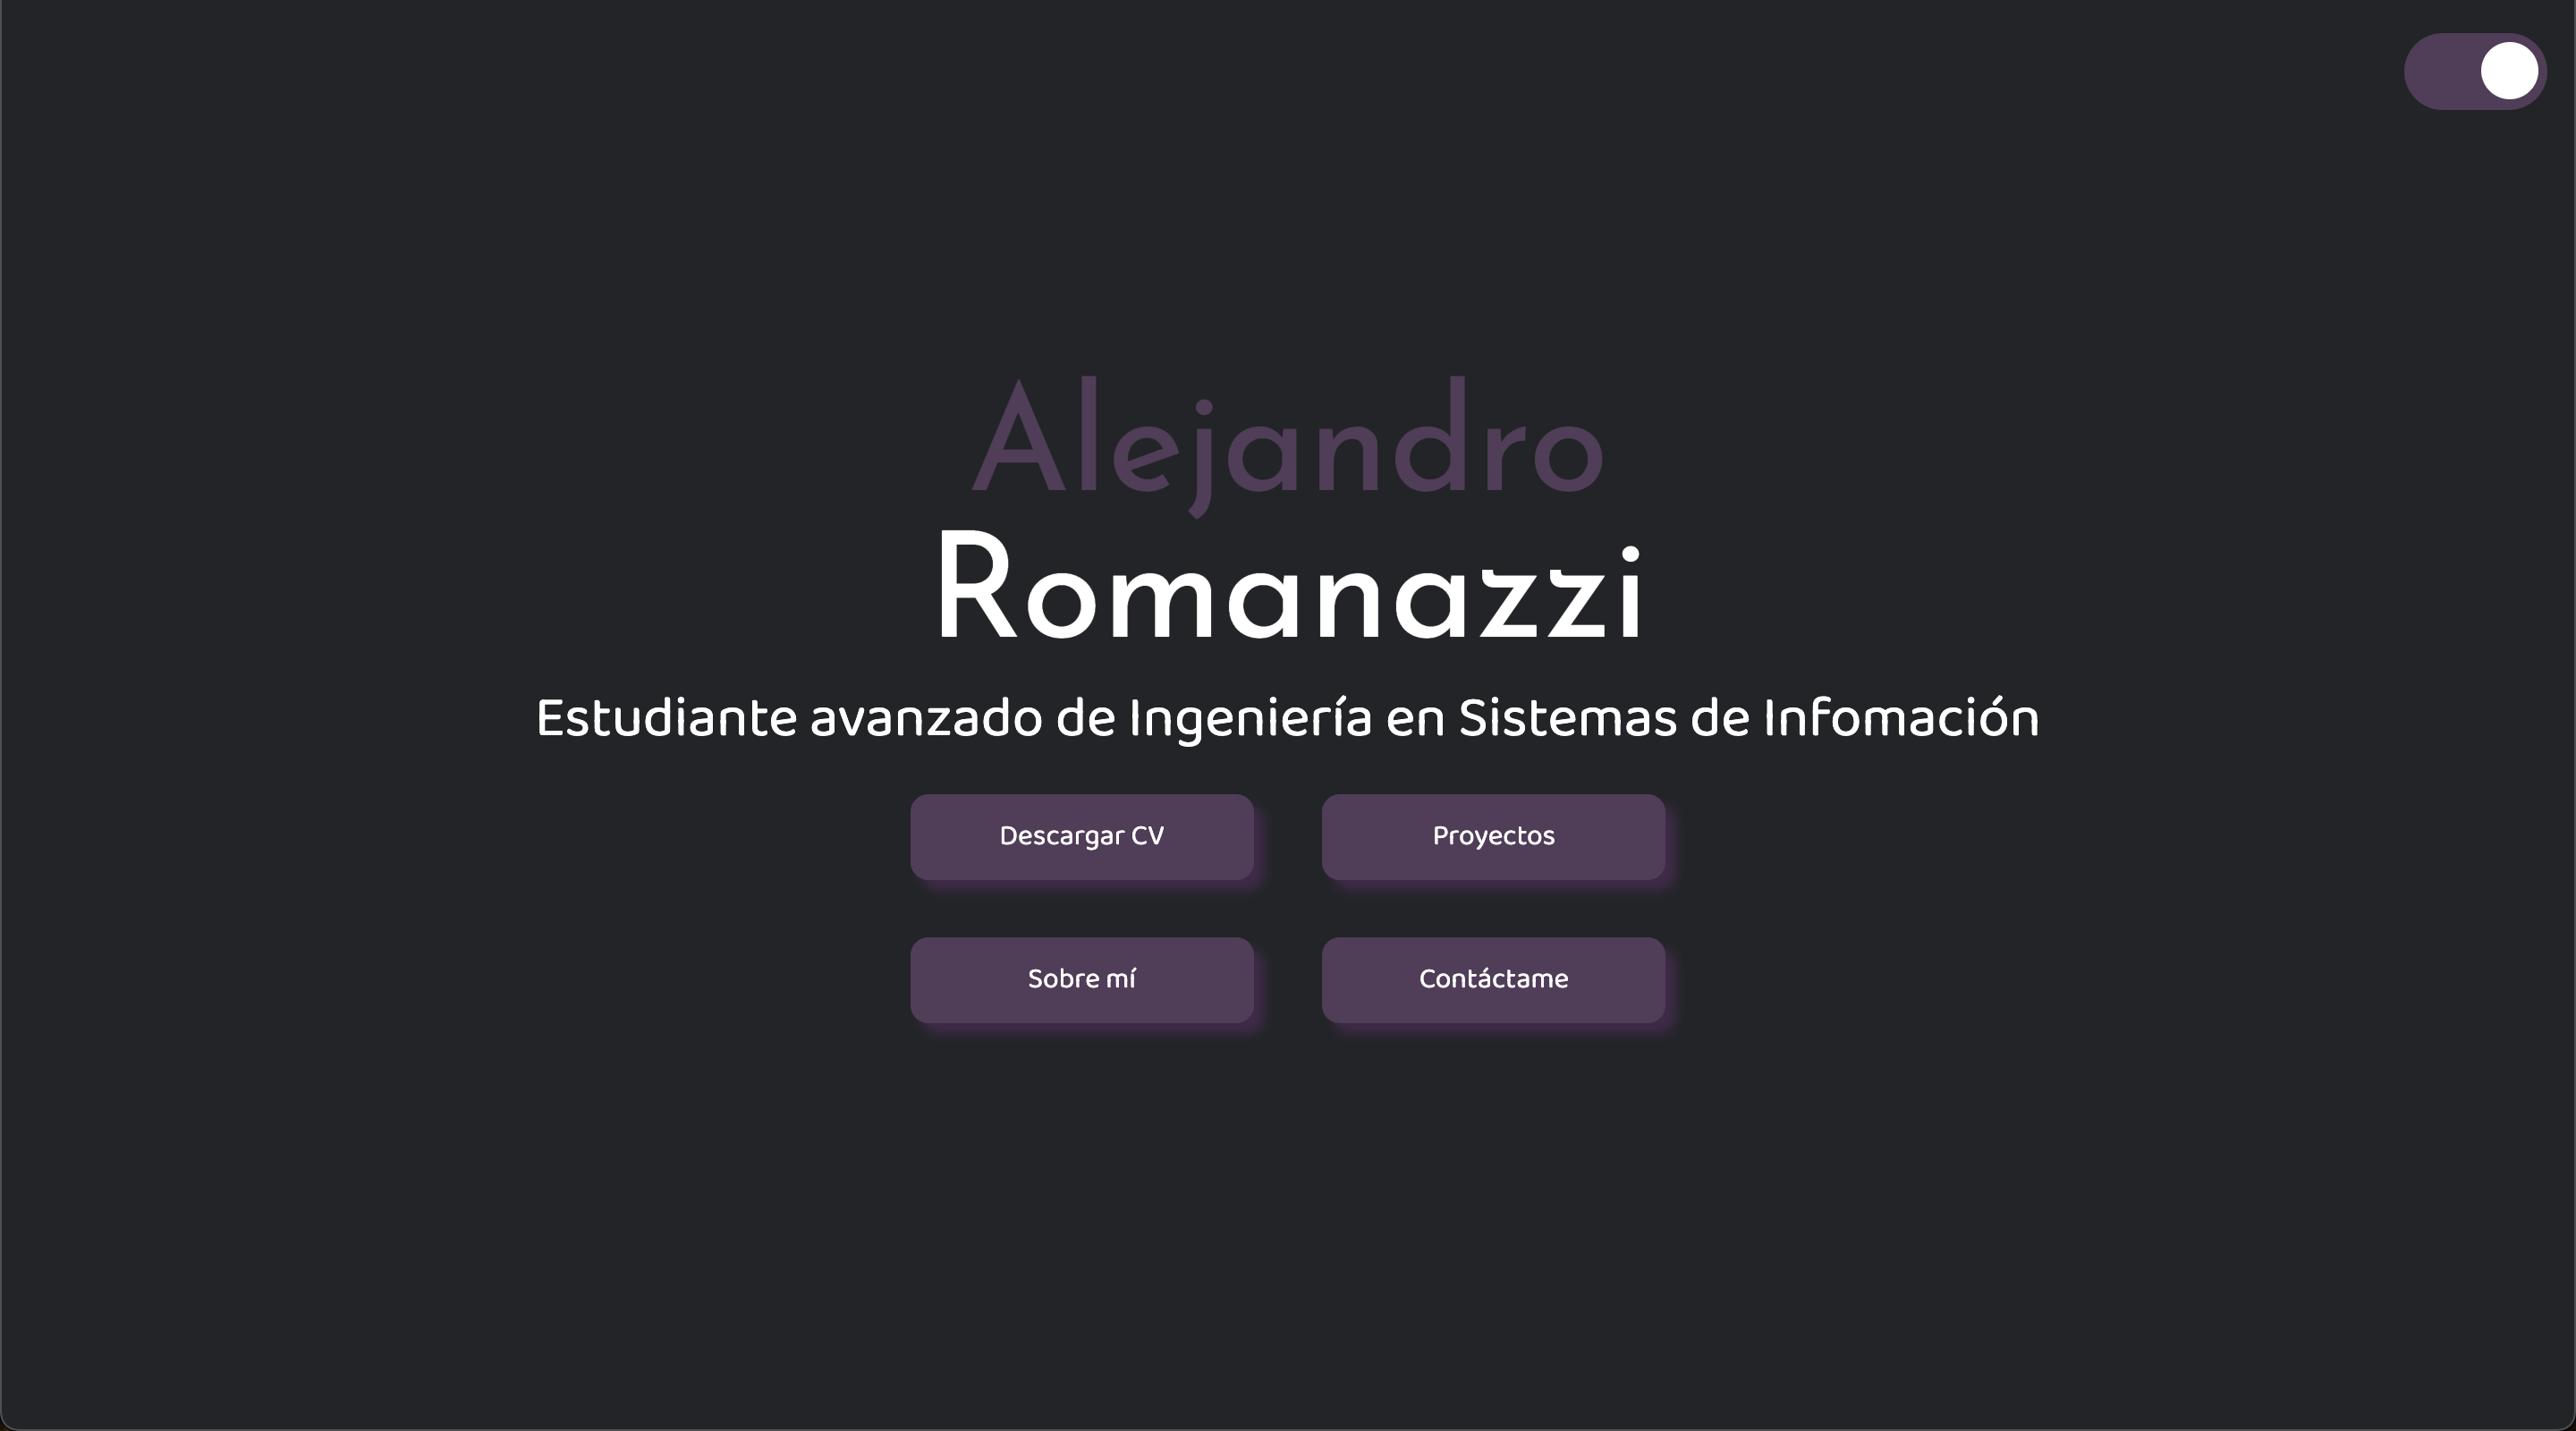 Alejandro
Romanazzi
Estudiante avanzado de Ingeniería en Sistemas de Infomación
Descargar CV
Proyectos
Sobre mí
Contáctame